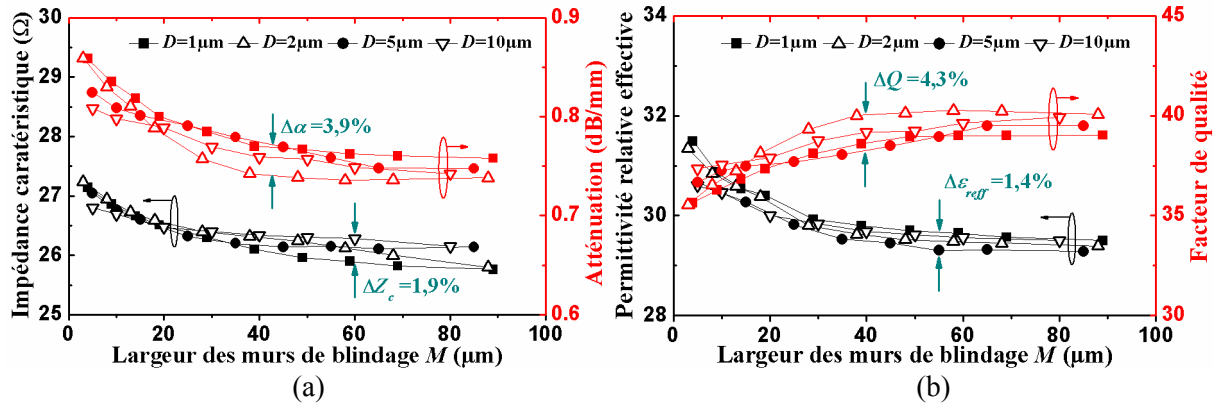 Impédance caratéristique (Ω)
30
29
28
27
26
25
D=1µm D=2µm D=5µm D=10µm
Δα=3,9%
ΔZc=1,9%
0 20 40 60 80 100
Largeur des murs de blindage M (µm)
0.9
0.8
0.7
0.6
Atténuation (dB/mm)
(a)
Permittivité relative effective
34
32
30
28
D=1µm D=2µm D=5µm D=10µm
ΔQ=4,3%
Δεreff=1,4%
0 20 40 60 80 100
Largeur des murs de blindage M (µm)
45
40
35
30
Facteur de qualité
(b)